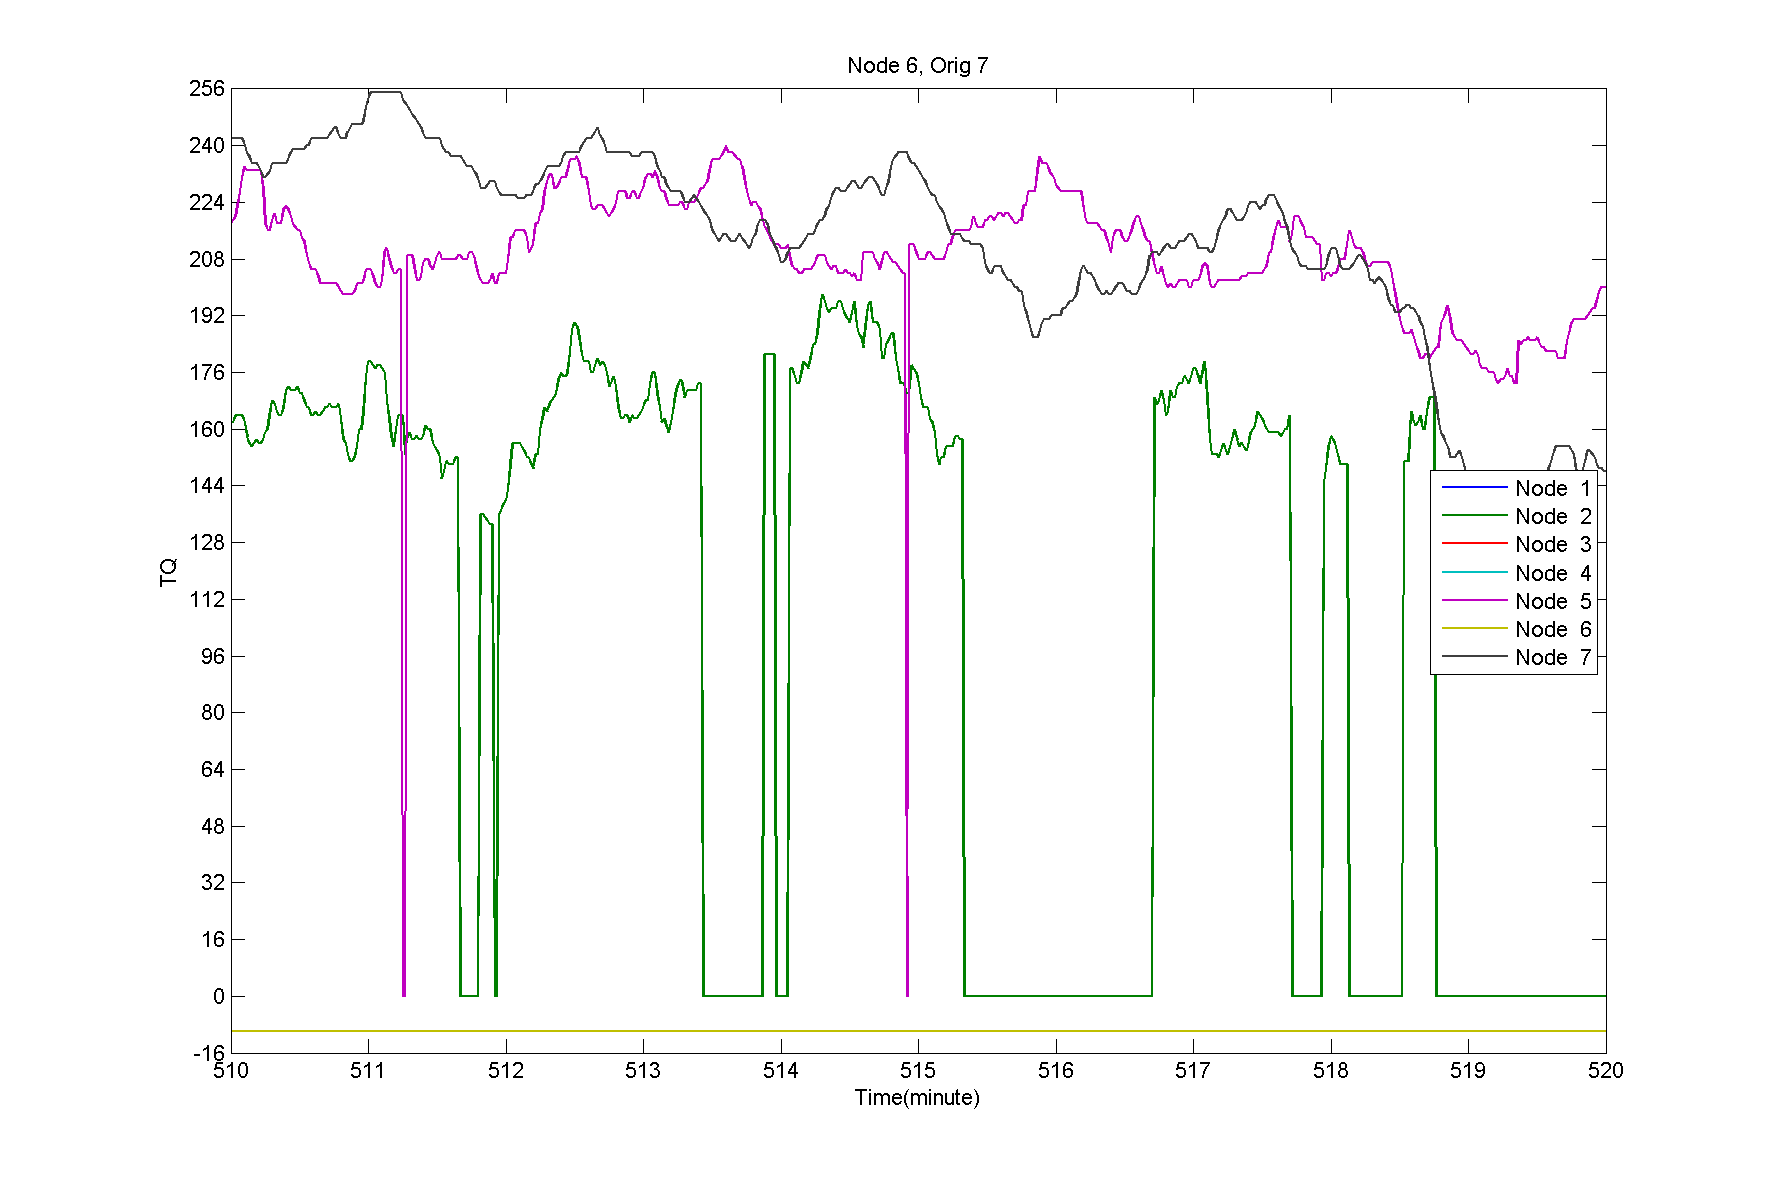 Node 6, Orig 7
256
240
224
208
192
176
160
144
128
112
96
80
64
48
32
16
0
-16
TQ
Node 1
Node 2
Node 3
Node 4
Node 5
Node 6
Node 7
510 511 512 513 514 515 516 517 518 519 520
Time(minute)